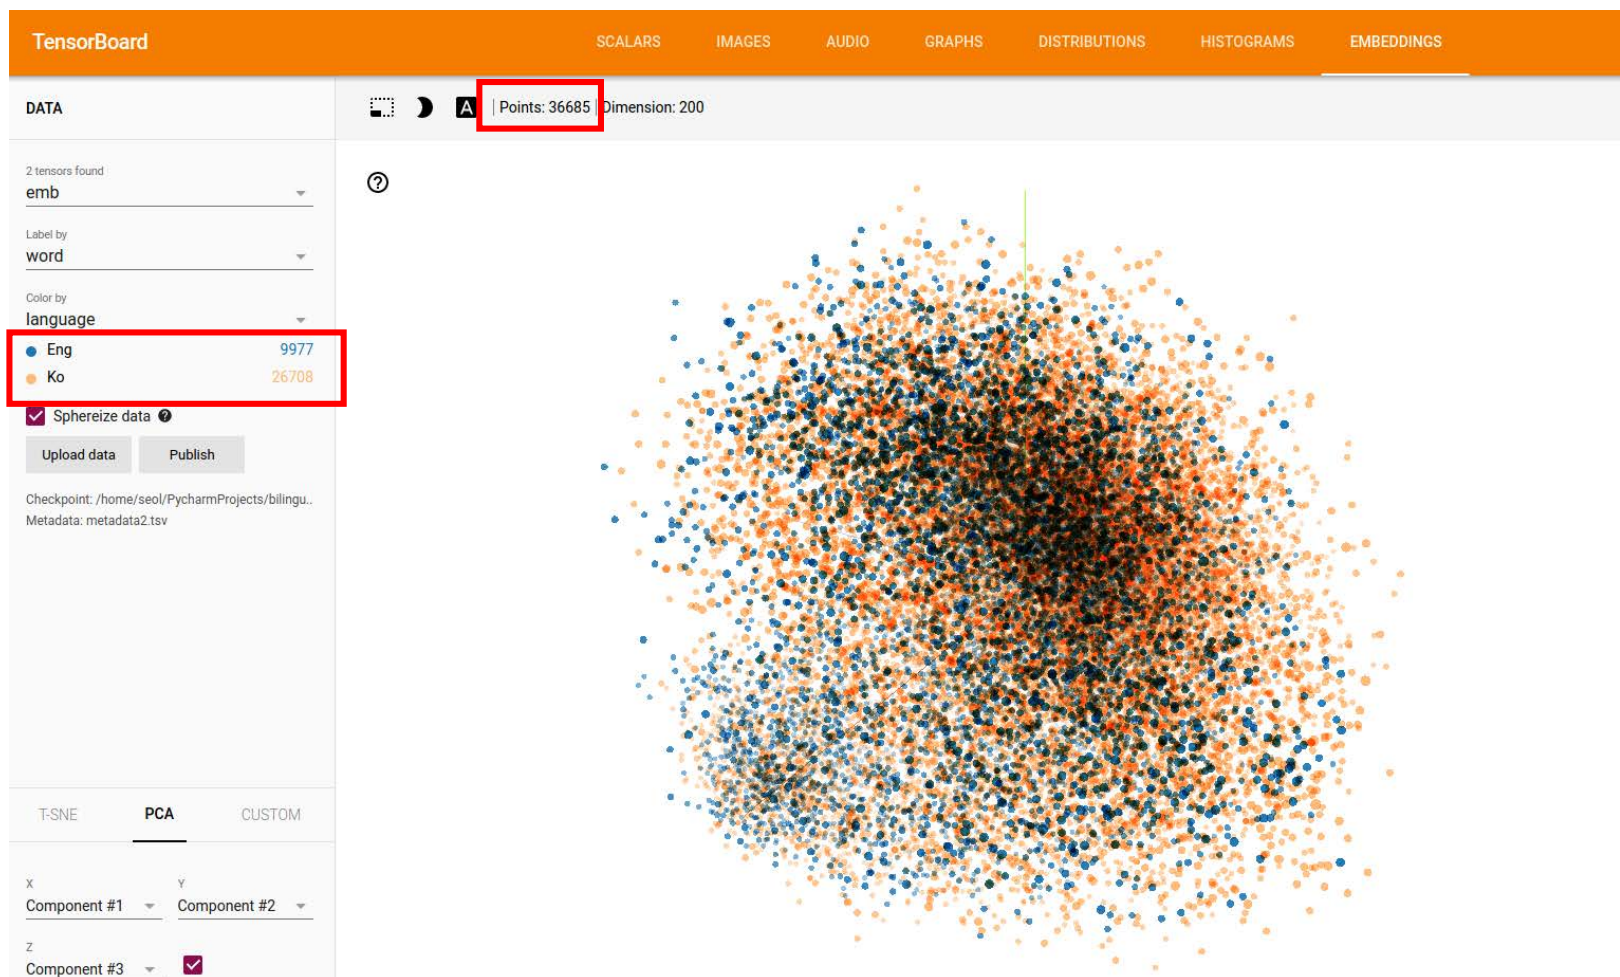 TensorBoard
SCALARS IMAGES AUDIO GRAPHS DISTRIBUTIONS HISTOGRAMS EMBEDDINGS
DATA
A | Points: 36685 | Dimension: 200
2 tensors found
emb
Label by
word
Color by
language
Eng 9977
Ko 26708
Sphereize data ?
Upload data Publish
Checkpoint: /home/seol/PycharmProjects/bilingu..
Metadata: metadata2.tsv
T-SNE PCA CUSTOM
X Y
Component #1 Component #2
Z
Component #3